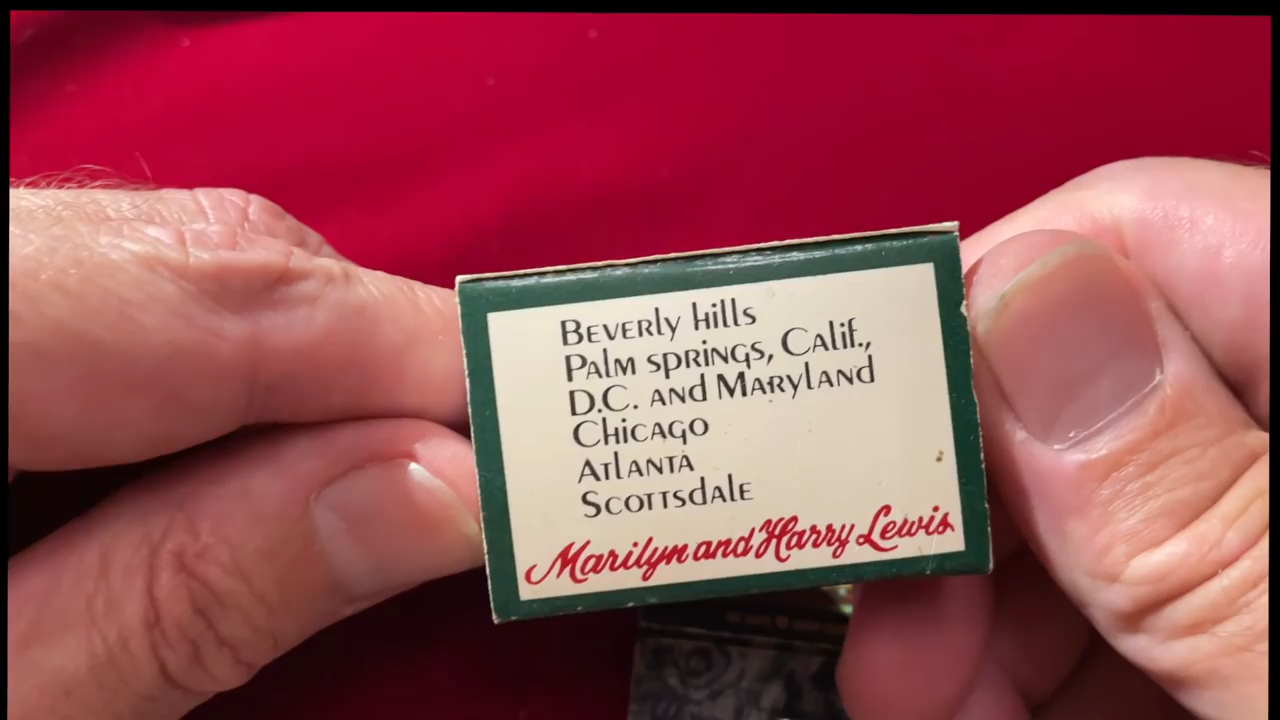 Beverly hills
Palm springs, Calif.,
D.C. and Maryland
Chicago
Atlanta
Scottsdale
Marilyn and Harry Lewis